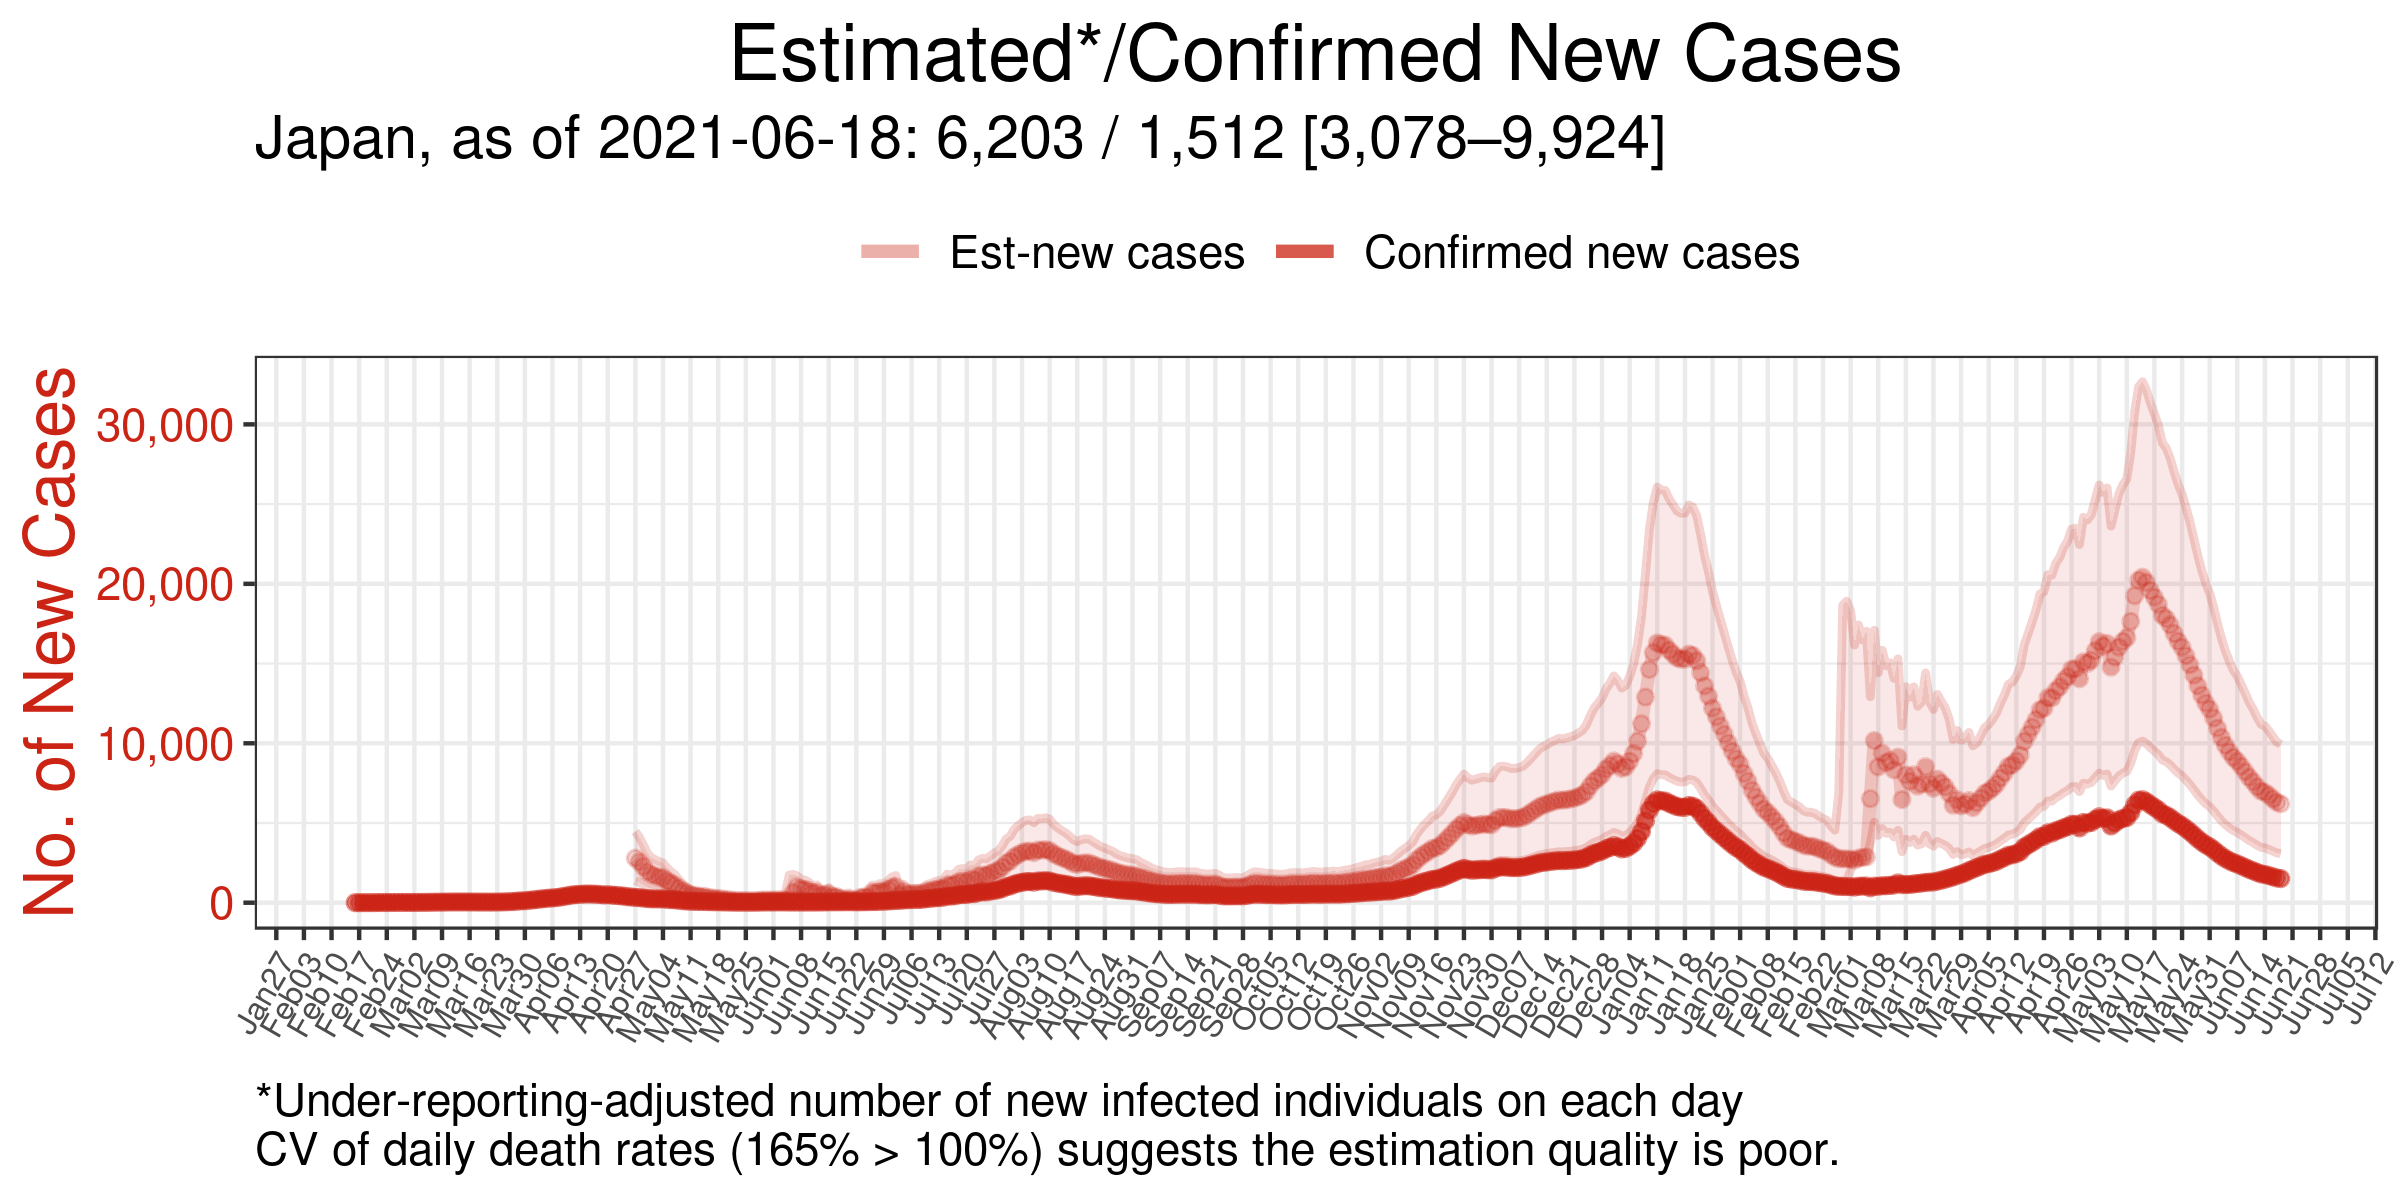 Estimated*/Confirmed New Cases
Japan, as of 2021-06-18: 6,203 / 1,512 [3,078–9,924]
Est-new cases
Confirmed new cases
No. of New Cases
30,000
20,000
10,000
0
Jan27
Feb03
Feb10
Feb17
Feb24
Mar02
Mar09
Mar16
Mar23
Mar30
Apr06
Apr13
Apr20
Apr27
May04
May11
May18
May25
Jun01
Jun08
Jun15
Jun22
Jun29
Jul06
Jul13
Jul20
Jul27
Aug03
Aug10
Aug17
Aug24
Aug31
Sep07
Sep14
Sep21
Sep28
Oct05
Oct12
Oct19
Oct26
Nov02
Nov09
Nov16
Nov23
Nov30
Dec07
Dec14
Dec21
Dec28
Jan04
Jan11
Jan18
Jan25
Feb01
Feb08
Feb15
Feb22
Mar01
Mar08
Mar15
Mar22
Mar29
Apr05
Apr12
Apr19
Apr26
May03
May10
May17
May24
May31
Jun07
Jun14
Jun21
Jun28
Jul05
Jul12
*Under-reporting-adjusted number of new infected individuals on each day
CV of daily death rates (165% > 100%) suggests the estimation quality is poor.